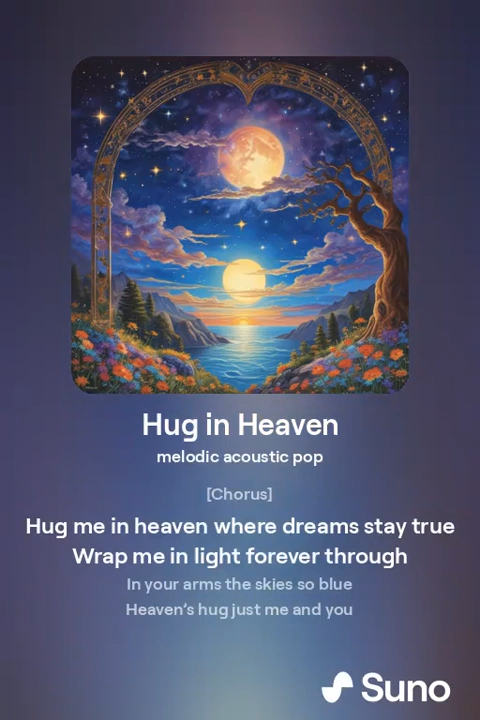 Hug in Heaven
melodic acoustic pop
[Chorus]
Hug me in heaven where dreams stay true
Wrap me in light forever through
In your arms the skies so blue
Heaven's hug just me and you
Suno